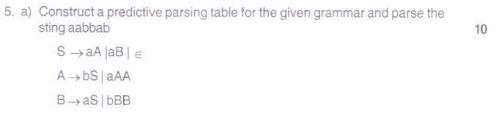 5. a) Construct a predictive parsing table for the given grammar and parse the
sting aabbab 10
S → aA | aB | ∈
A → bS | aAA
B → aS | bBB